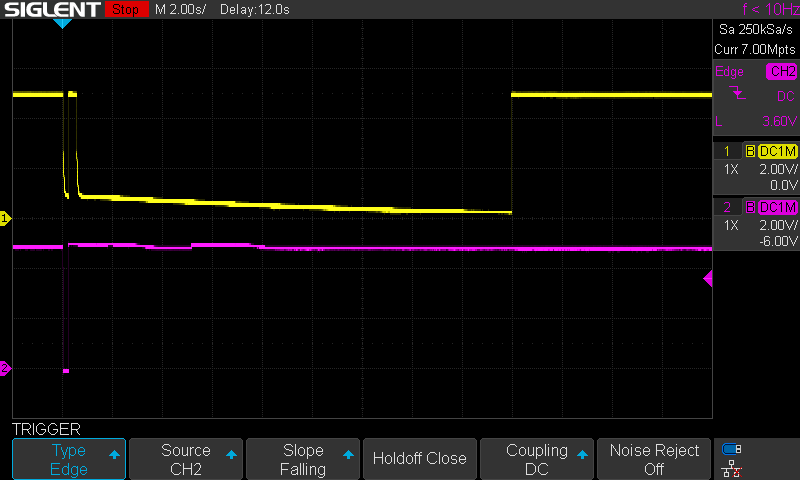 SIGLENT Stop M 2.00s/ Delay:12.0s f < 10Hz
Sa 250kSa/s
Curr 7.00Mpts
Edge CH2
DC
L 3.60V
1 B DC1M
1X 2.00V/
0.0V
2 B DC1M
1X 2.00V/
-6.00V
1
2
TRIGGER
Type
Edge
Source
CH2
Slope
Falling
Holdoff Close
Coupling
DC
Noise Reject
Off